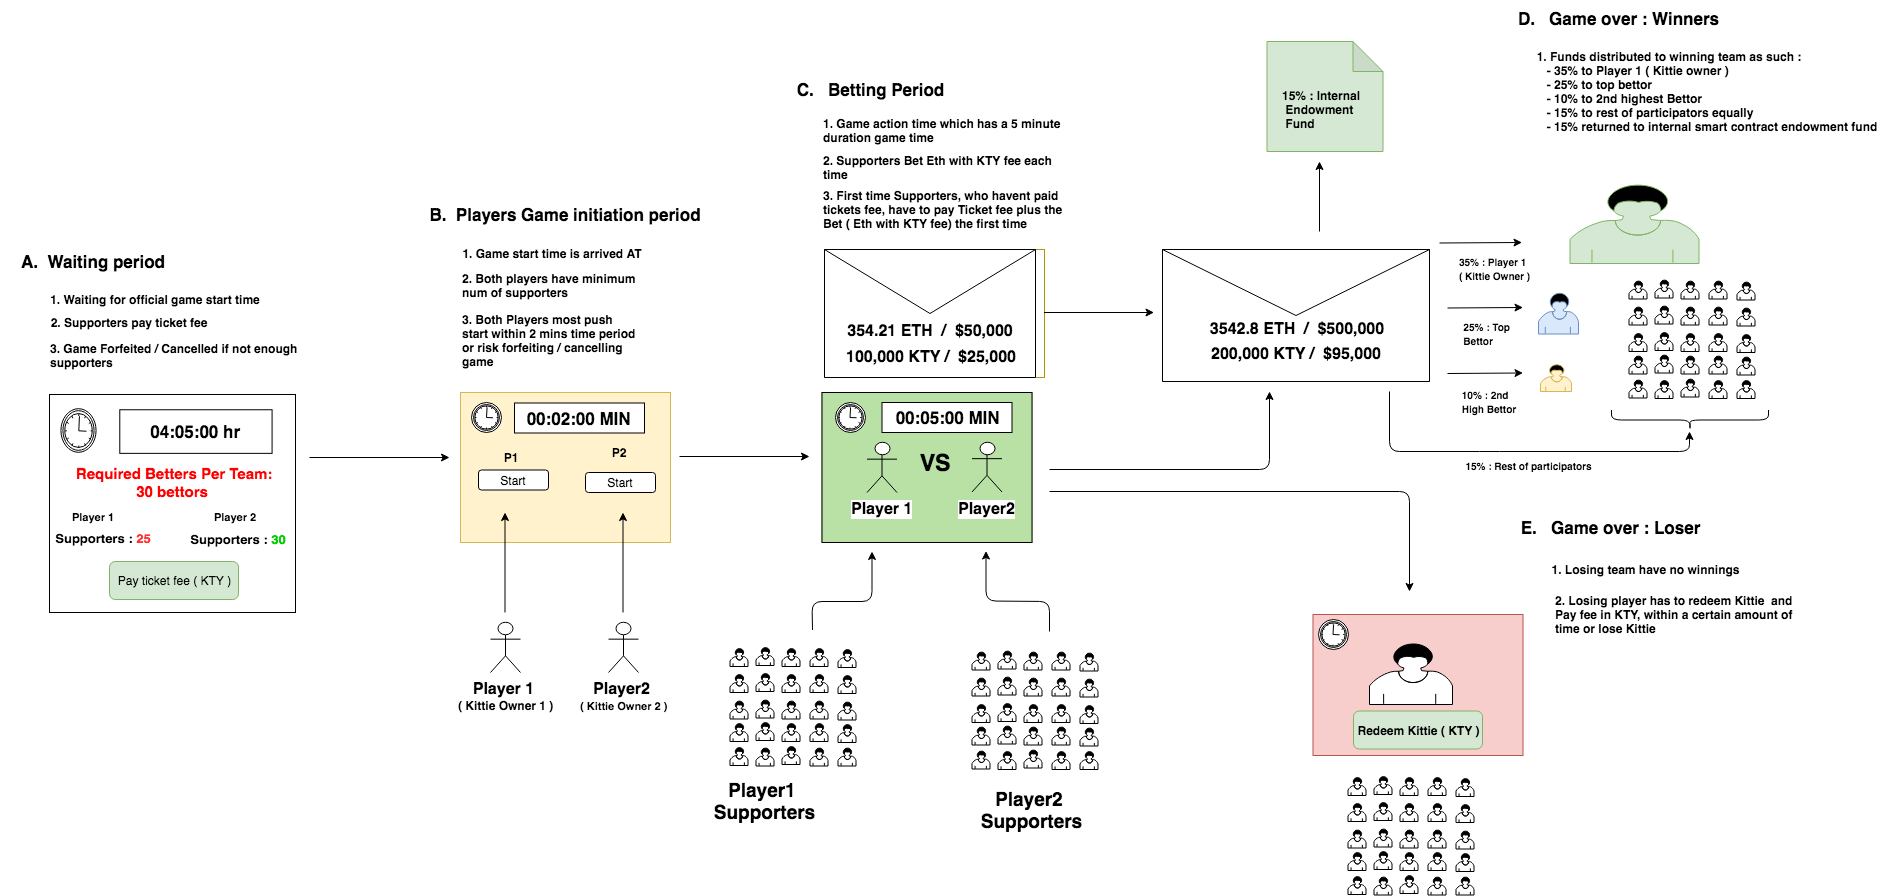 A.  Waiting period
1. Waiting for official game start time
2. Supporters pay ticket fee
3. Game Forfeited / Cancelled if not enough
supporters
04:05:00 hr
Required Betters Per Team:
30 bettors
Player 1
Player 2
Supporters : 25
Supporters : 30
Pay ticket fee ( KTY )
B.  Players Game initiation period
1. Game start time is arrived AT
2. Both players have minimum
num of supporters
3. Both Players most push
start within 2 mins time period
or risk forfeiting / cancelling
game
00:02:00 MIN
P1
P2
Start
Start
Player 1
( Kittie Owner 1 )
Player2
( Kittie Owner 2 )
C.   Betting Period
1. Game action time which has a 5 minute
duration game time
2. Supporters Bet Eth with KTY fee each
time
3. First time Supporters, who havent paid
tickets fee, have to pay Ticket fee plus the
Bet ( Eth with KTY fee) the first time
354.21 ETH  /  $50,000
100,000 KTY /  $25,000
00:05:00 MIN
VS
Player 1
Player2
Player1
Supporters
Player2
Supporters
3542.8 ETH  /  $500,000
200,000 KTY /  $95,000
15% : Internal
Endowment
Fund
D.   Game over : Winners
1. Funds distributed to winning team as such :
- 35% to Player 1 ( Kittie owner )
- 25% to top bettor
- 10% to 2nd highest Bettor
- 15% to rest of participators equally
- 15% returned to internal smart contract endowment fund
35% : Player 1
( Kittie Owner )
25% : Top
Bettor
10% : 2nd
High Bettor
15% : Rest of participators
E.   Game over : Loser
1. Losing team have no winnings
2. Losing player has to redeem Kittie  and
Pay fee in KTY, within a certain amount of
time or lose Kittie
Redeem Kittie ( KTY )